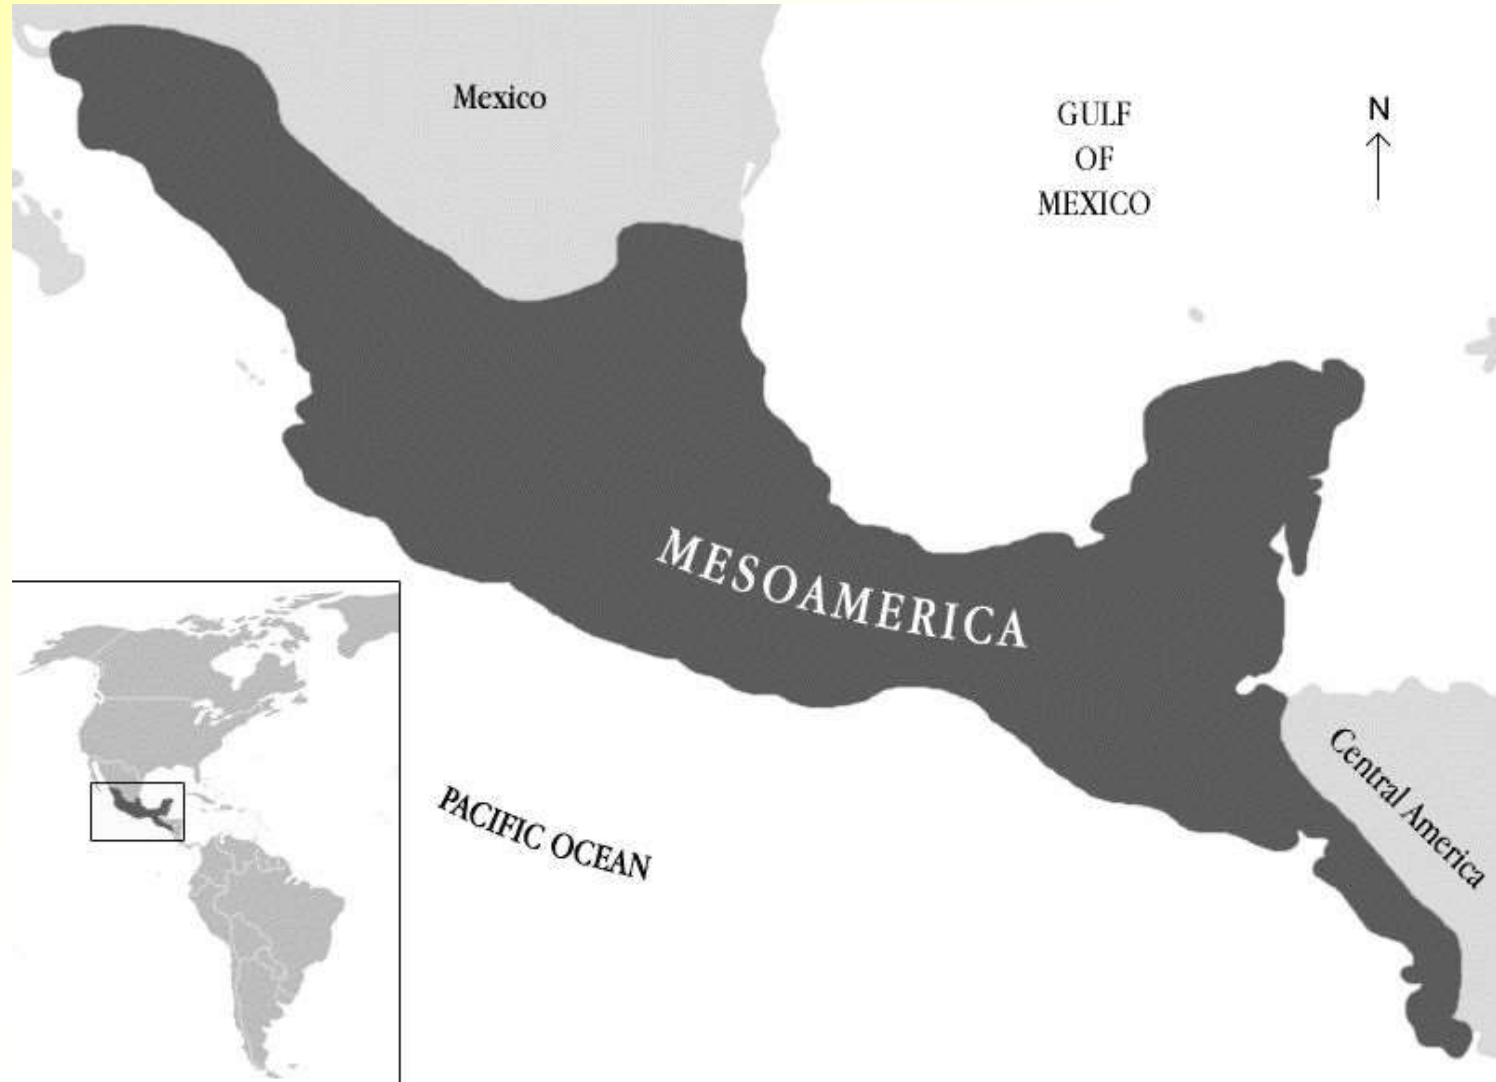 Mexico
GULF
OF
MEXICO
N
MESOAMERICA
Central America
PACIFIC OCEAN